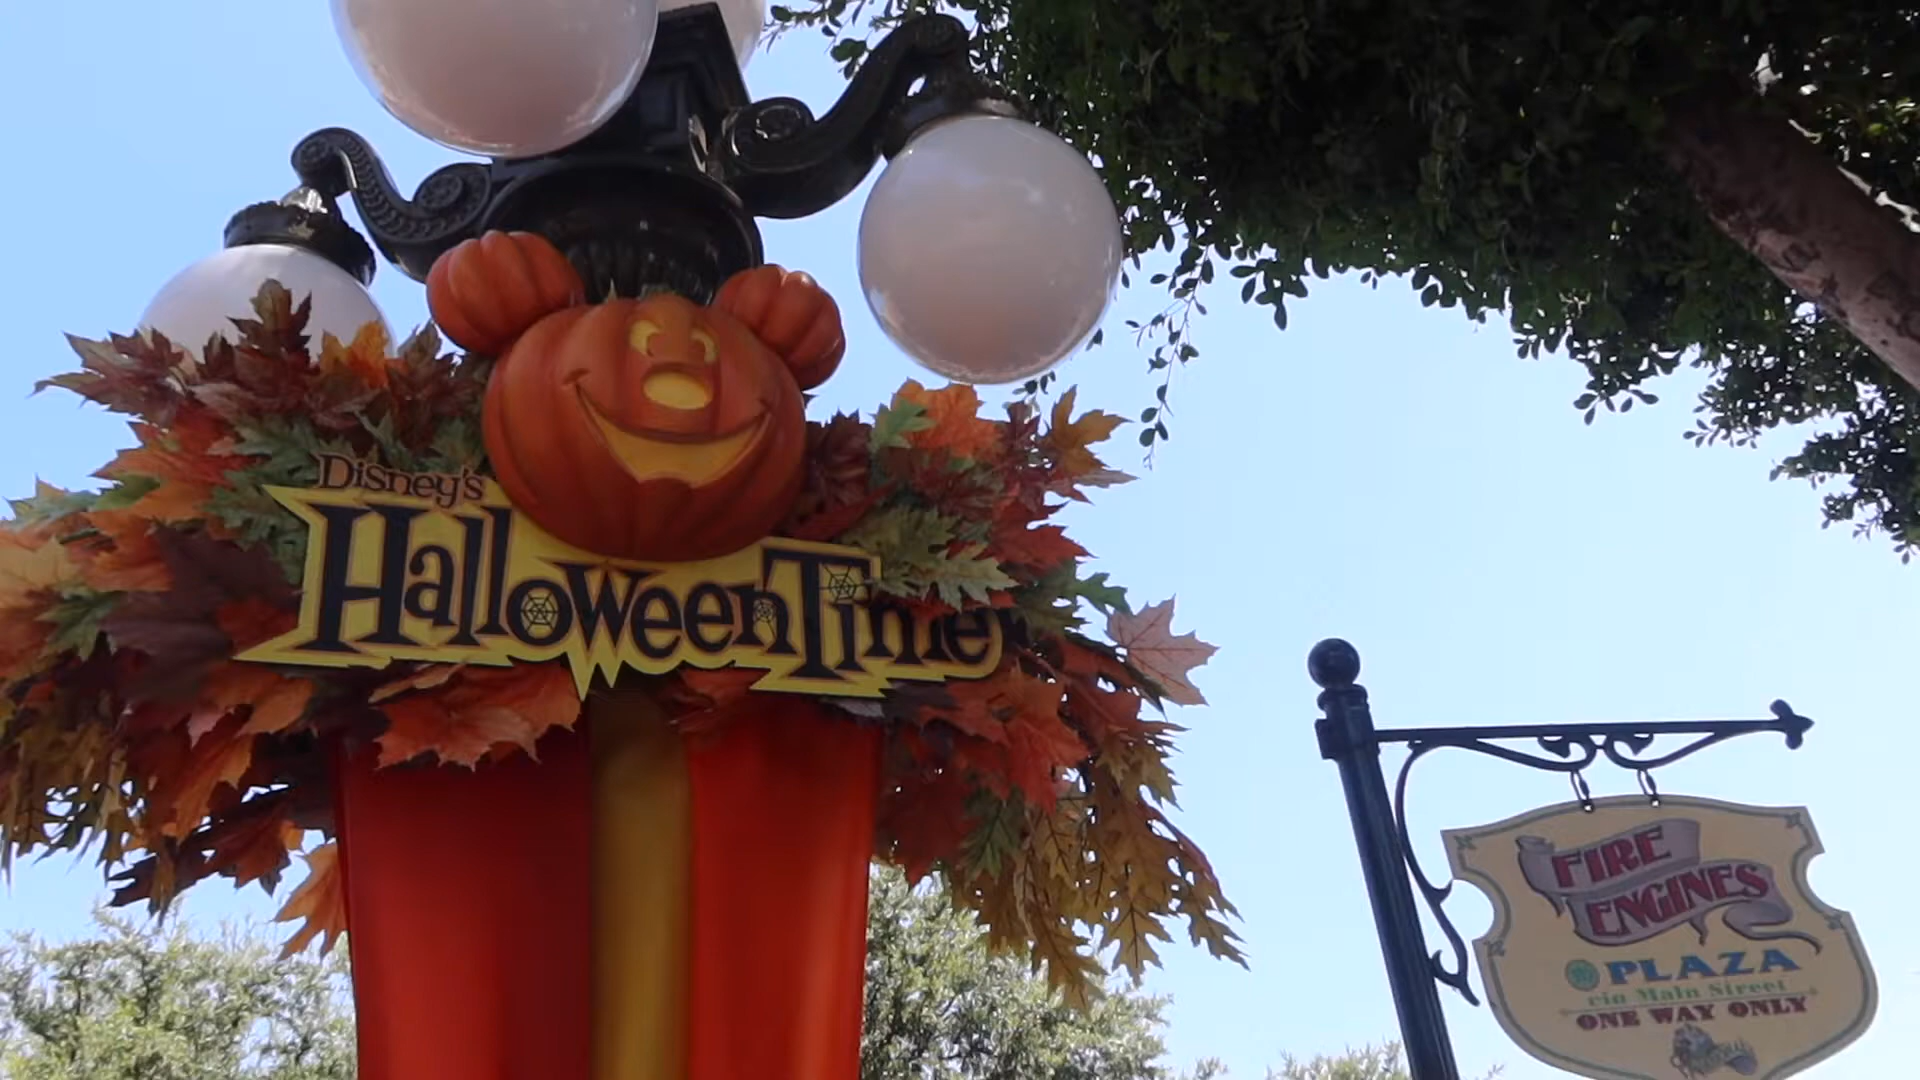 Disney's
HalloweenTime
FIRE
ENGINES
PLAZA
via Main Street
ONE WAY ONLY